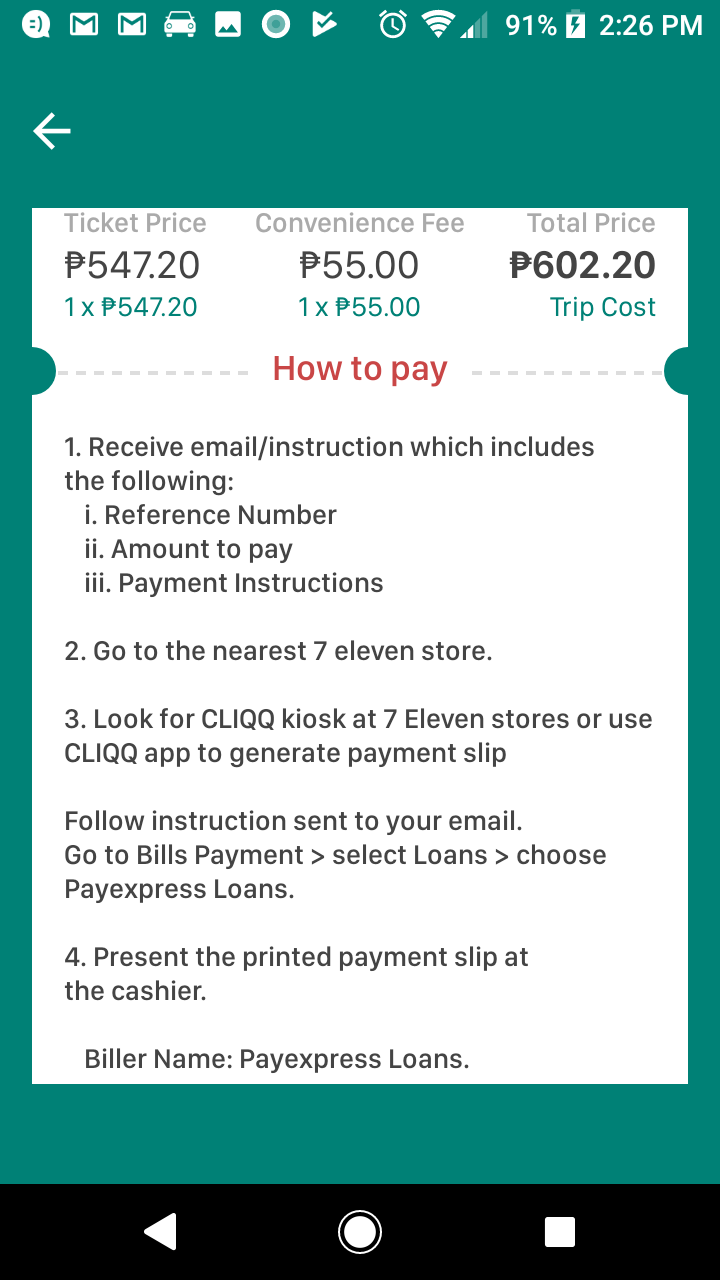 91% 2:26 PM
Ticket Price Convenience Fee Total Price
₱547.20 ₱55.00 ₱602.20
1 x ₱547.20 1 x ₱55.00 Trip Cost
How to pay
1. Receive email/instruction which includes
the following:
i. Reference Number
ii. Amount to pay
iii. Payment Instructions
2. Go to the nearest 7 eleven store.
3. Look for CLIQQ kiosk at 7 Eleven stores or use
CLIQQ app to generate payment slip
Follow instruction sent to your email.
Go to Bills Payment > select Loans > choose
Payexpress Loans.
4. Present the printed payment slip at
the cashier.
Biller Name: Payexpress Loans.